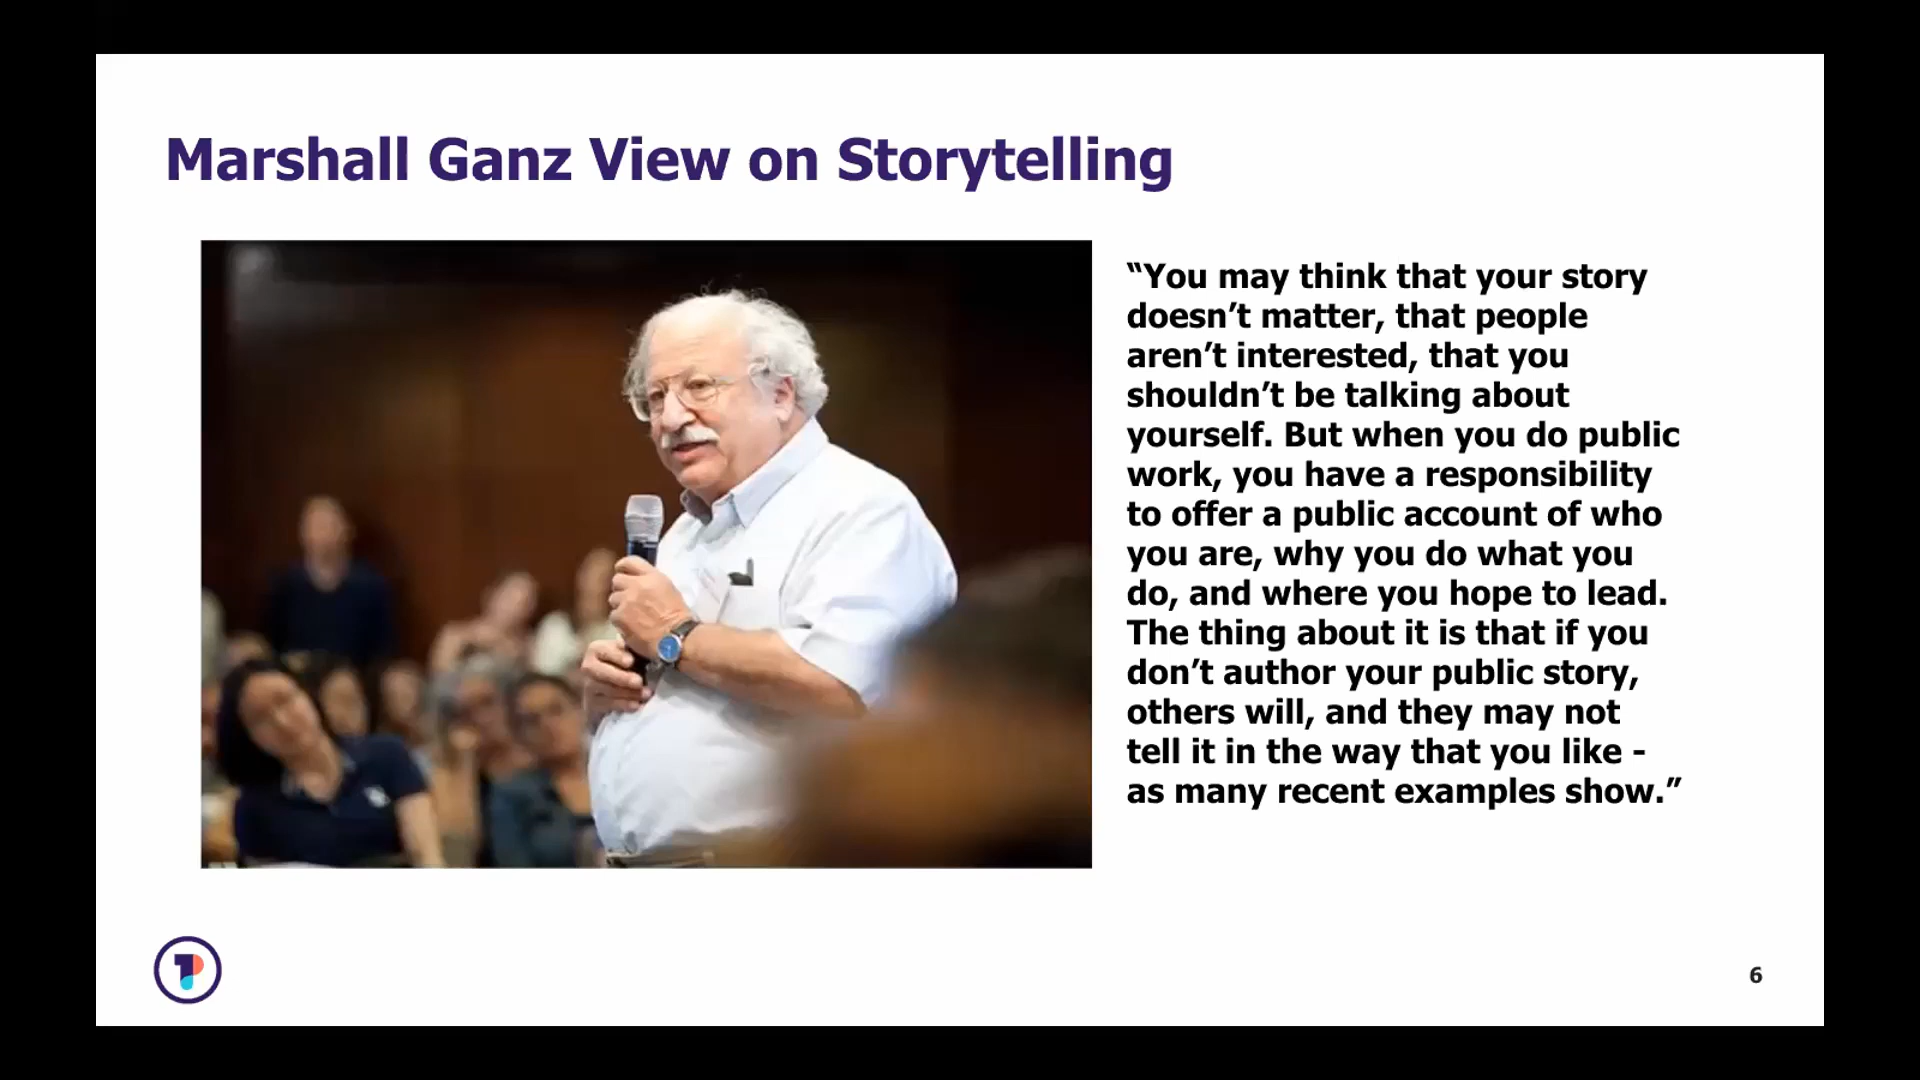 Marshall Ganz View on Storytelling
“You may think that your story
doesn’t matter, that people
aren’t interested, that you
shouldn’t be talking about
yourself. But when you do public
work, you have a responsibility
to offer a public account of who
you are, why you do what you
do, and where you hope to lead.
The thing about it is that if you
don’t author your public story,
others will, and they may not
tell it in the way that you like -
as many recent examples show.”
6